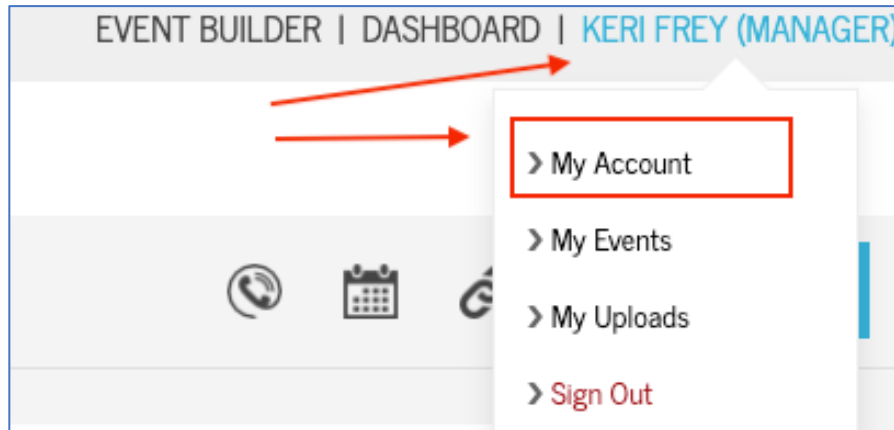 EVENT BUILDER | DASHBOARD | KERI FREY (MANAGER)
My Account
My Events
My Uploads
Sign Out